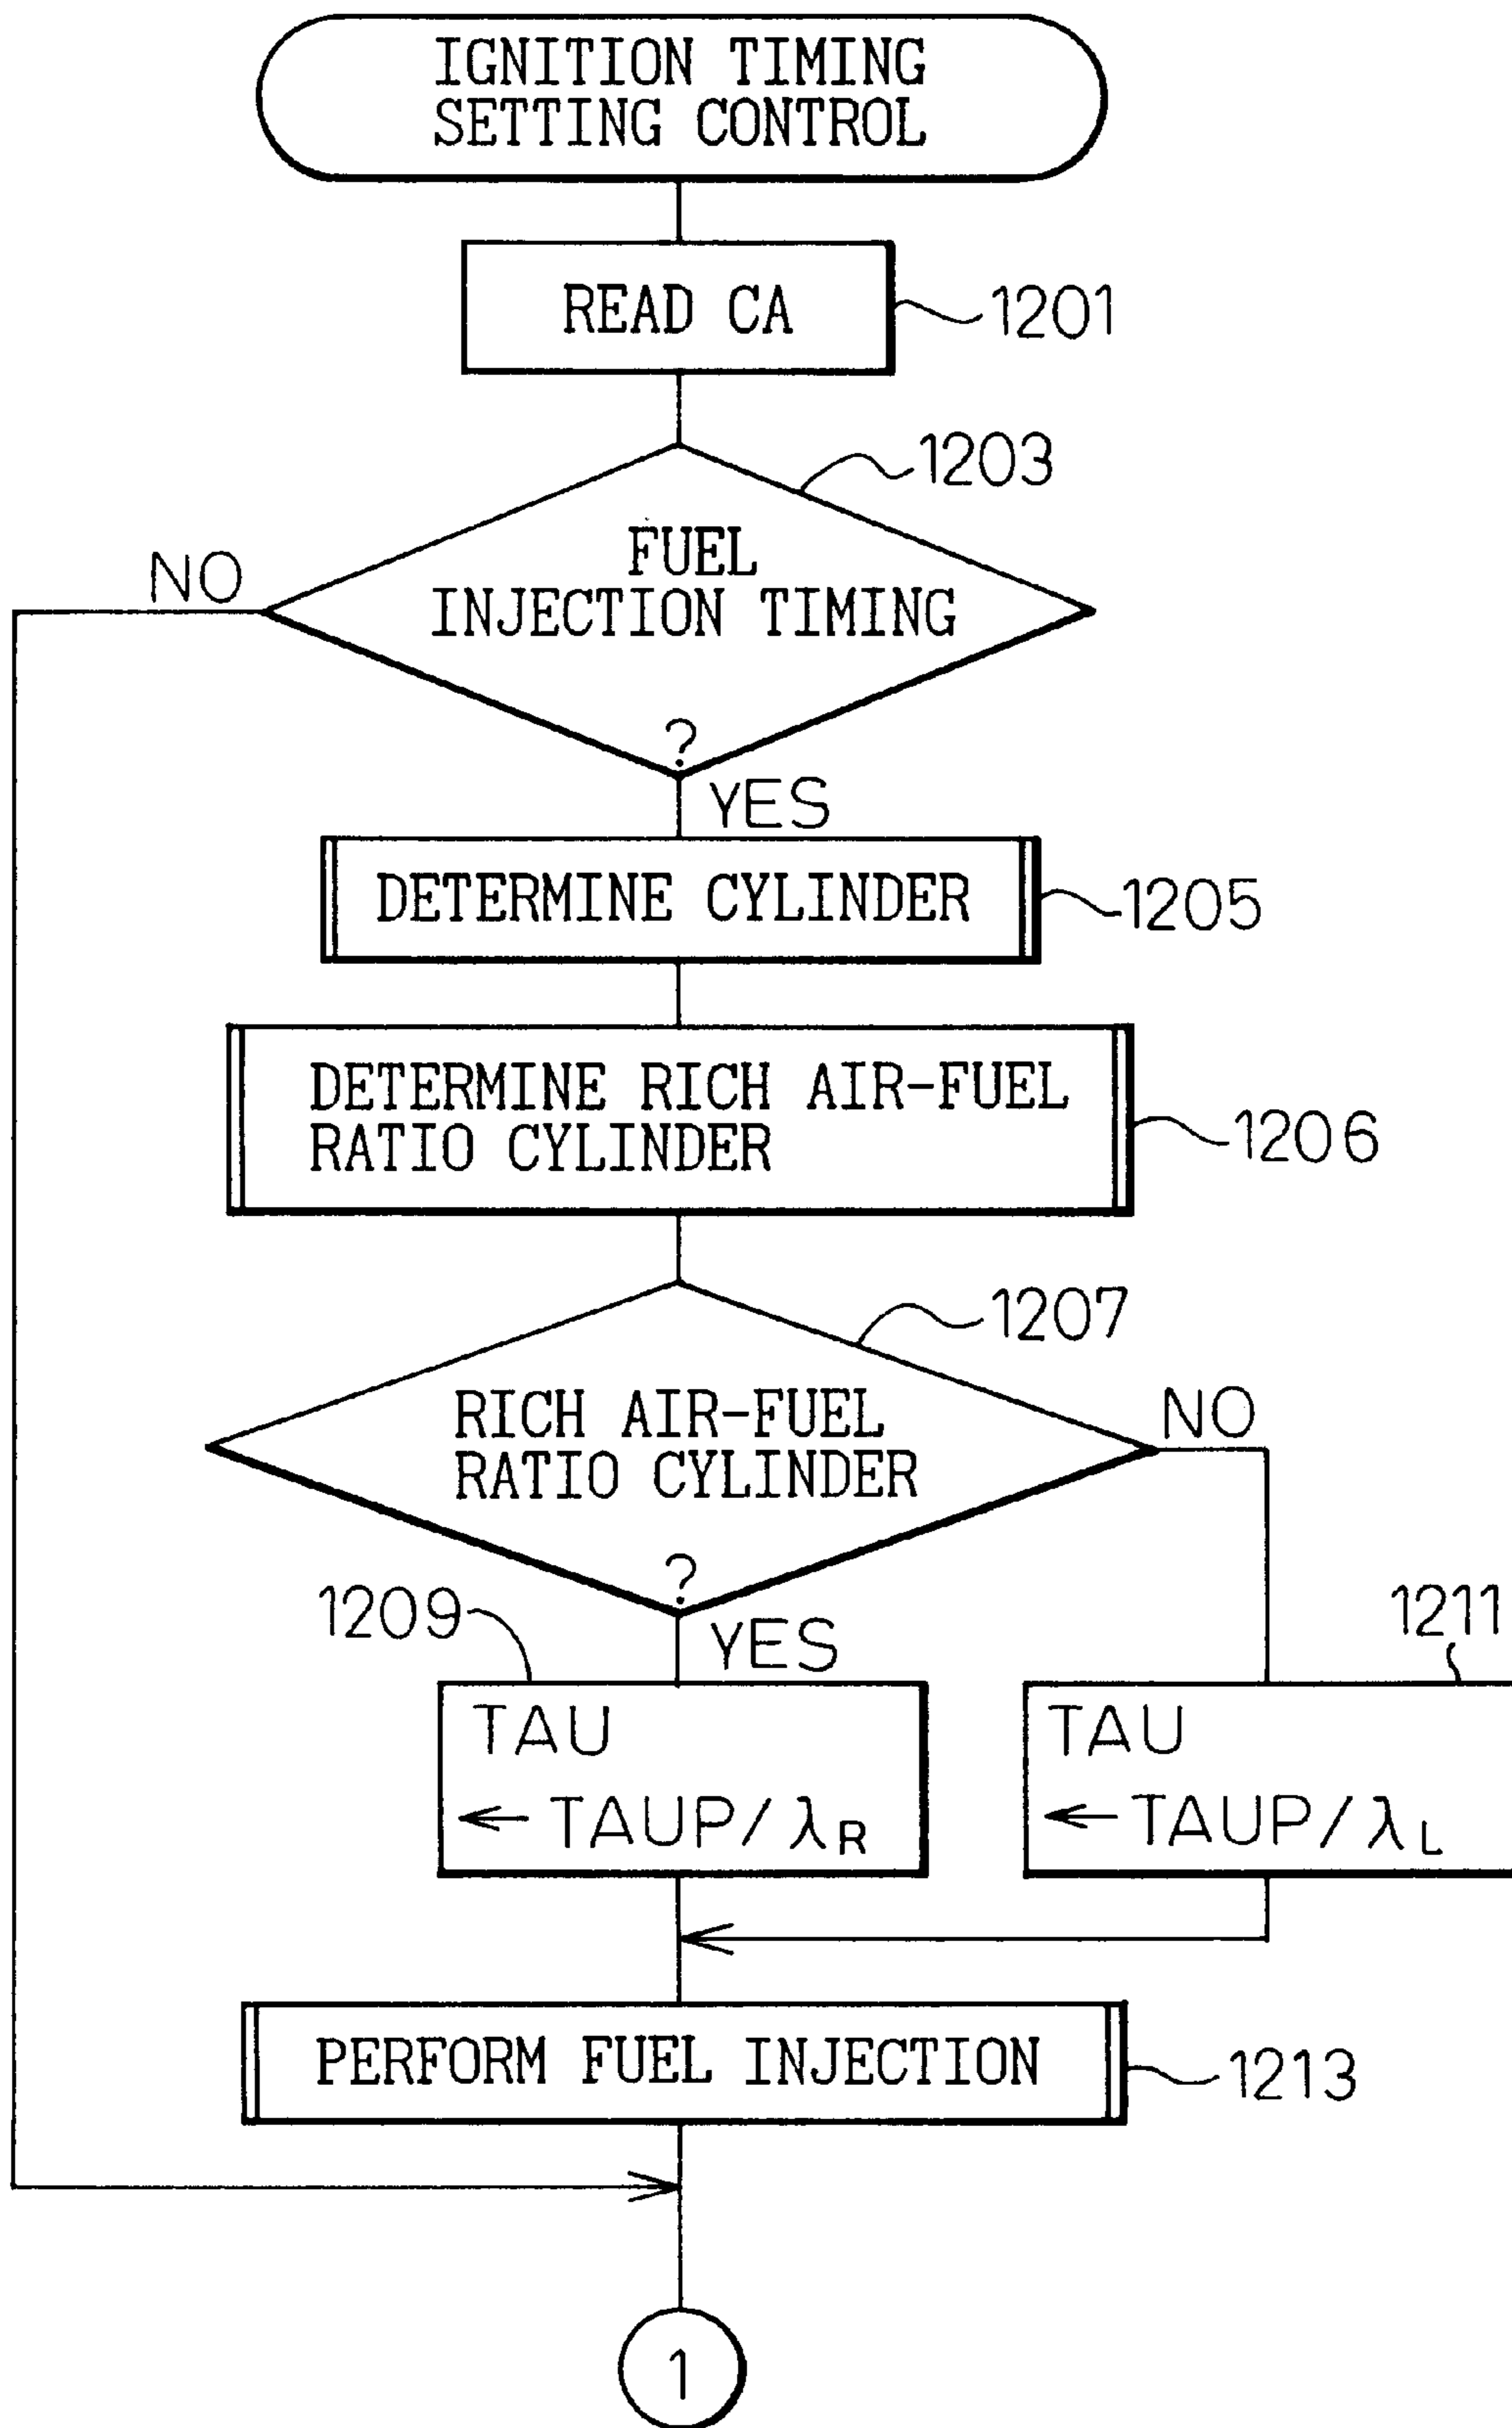 IGNITION TIMING
SETTING CONTROL
READ CA
1201
1203
NO
FUEL
INJECTION TIMING
?
YES
DETERMINE CYLINDER
1205
DETERMINE RICH AIR-FUEL
RATIO CYLINDER
1206
1207
RICH AIR-FUEL
RATIO CYLINDER
?
NO
YES
1209
TAU
← TAUP/λR
1211
TAU
← TAUP/λL
PERFORM FUEL INJECTION
1213
1